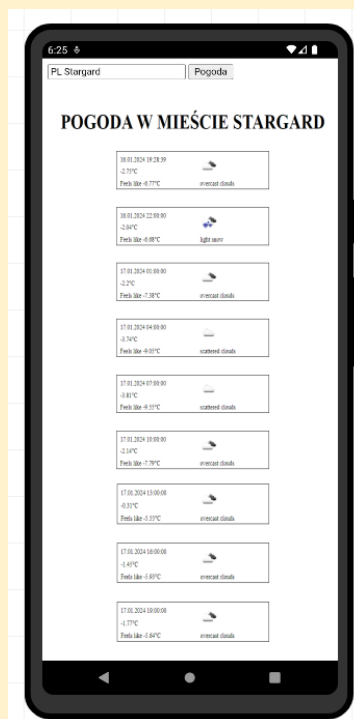 6:25
PL Stargard
Pogoda
POGODA W MIEŚCIE STARGARD
16.01.2024 19:28:39
-2.75°C
Feels like -6.77°C overcast clouds
16.01.2024 22:00:00
-2.04°C
Feels like -6.68°C light snow
17.01.2024 01:00:00
-2.2°C
Feels like -7.38°C overcast clouds
17.01.2024 04:00:00
-3.74°C
Feels like -9.05°C scattered clouds
17.01.2024 07:00:00
-3.81°C
Feels like -9.55°C scattered clouds
17.01.2024 10:00:00
-2.14°C
Feels like -7.79°C overcast clouds
17.01.2024 13:00:00
-0.31°C
Feels like -5.55°C overcast clouds
17.01.2024 16:00:00
-1.45°C
Feels like -5.93°C overcast clouds
17.01.2024 19:00:00
-1.77°C
Feels like -5.84°C overcast clouds